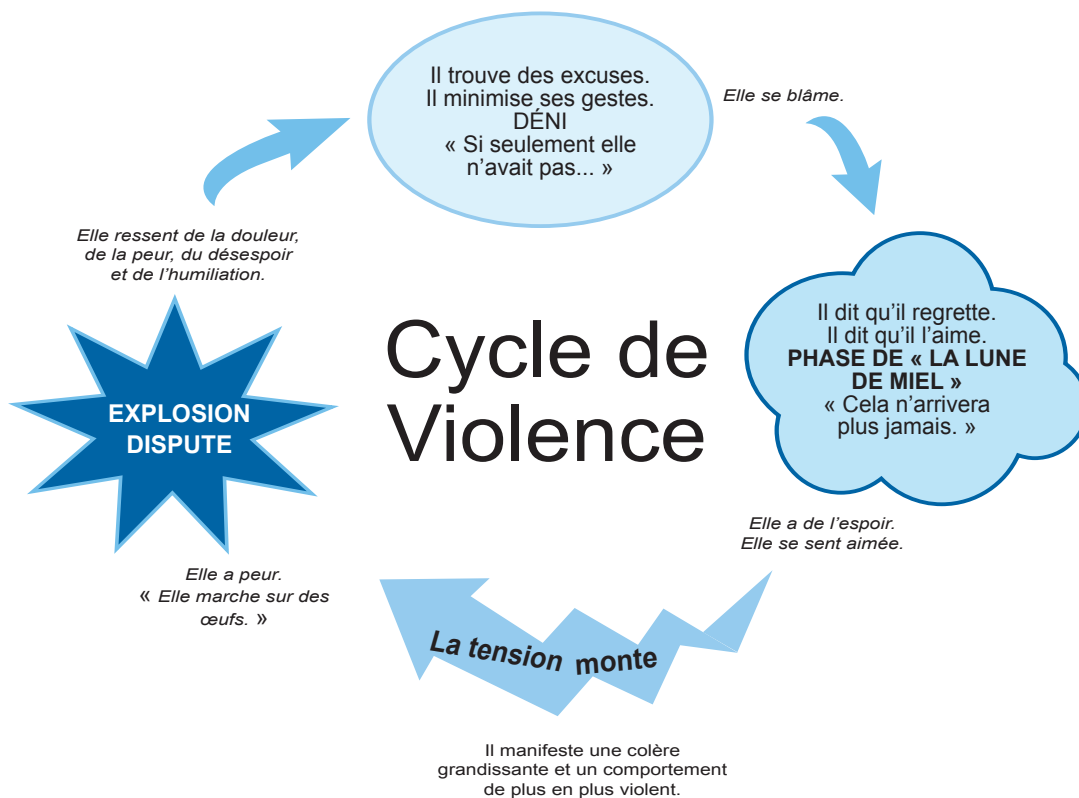 Il trouve des excuses.
Il minimise ses gestes.
DÉNI
« Si seulement elle
n’avait pas... »
Elle se blâme.
Elle ressent de la douleur,
de la peur, du désespoir
et de l’humiliation.
Il dit qu’il regrette.
Il dit qu’il l’aime.
PHASE DE « LA LUNE
DE MIEL »
« Cela n’arrivera
plus jamais. »
Cycle de
Violence
EXPLOSION
DISPUTE
Elle a de l’espoir.
Elle se sent aimée.
Elle a peur.
« Elle marche sur des
œufs. »
La tension monte
Il manifeste une colère
grandissante et un comportement
de plus en plus violent.